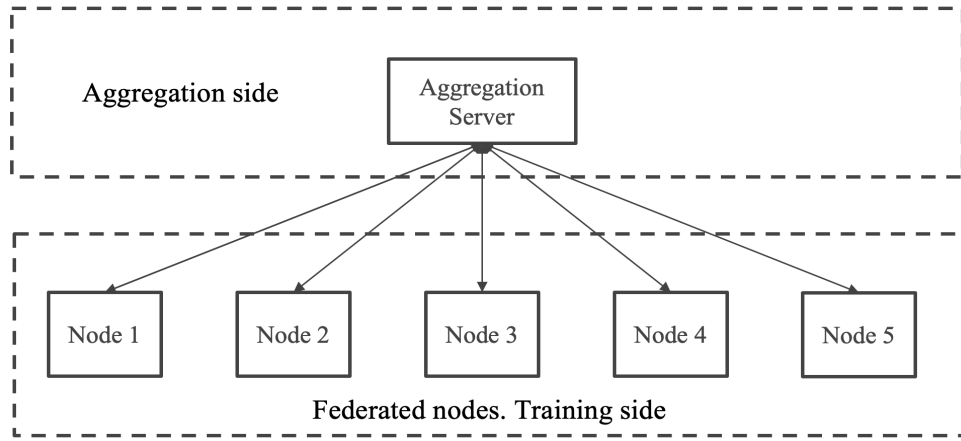 Aggregation side
Aggregation
Server
Node 1
Node 2
Node 3
Node 4
Node 5
Federated nodes. Training side